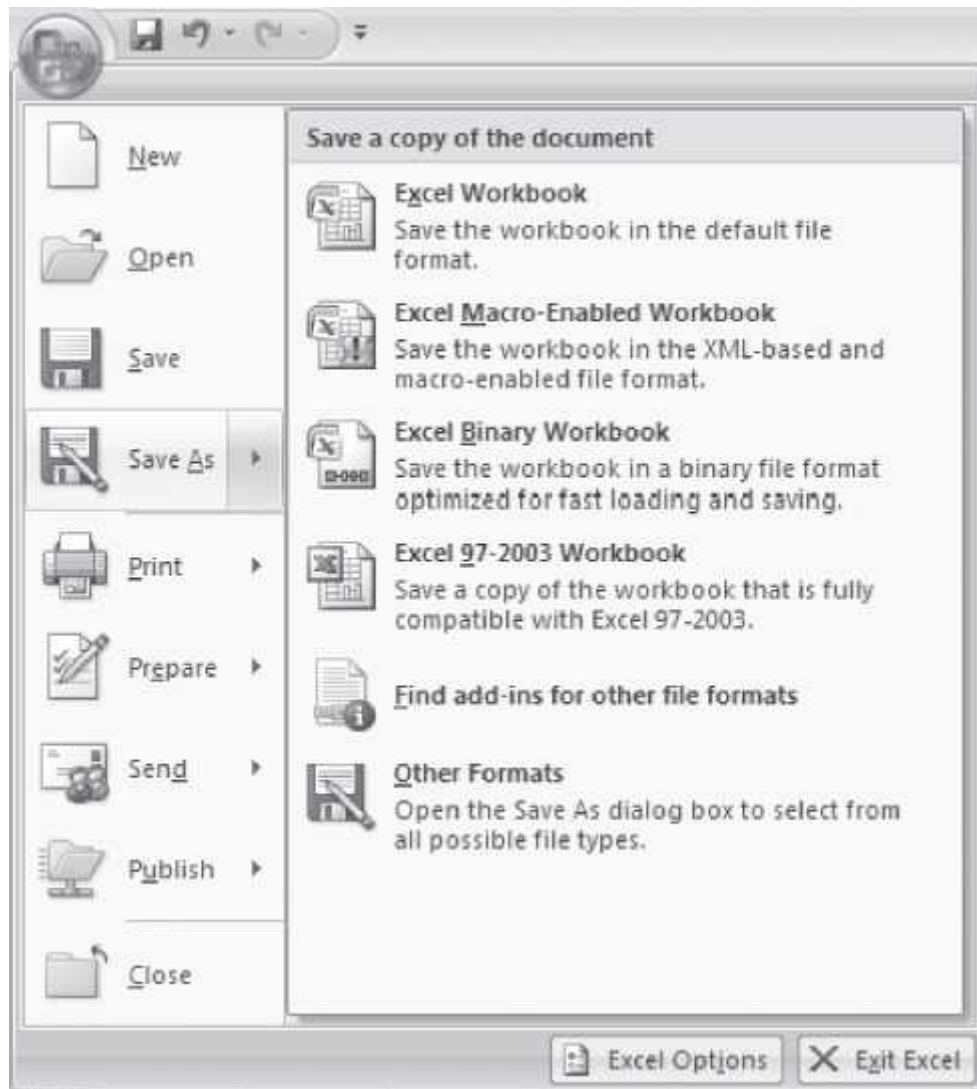 New
Open
Save
Save As
Print
Prepare
Send
Publish
Close
Save a copy of the document
Excel Workbook
Save the workbook in the default file
format.
Excel Macro-Enabled Workbook
Save the workbook in the XML-based and
macro-enabled file format.
Excel Binary Workbook
Save the workbook in a binary file format
optimized for fast loading and saving.
Excel 97-2003 Workbook
Save a copy of the workbook that is fully
compatible with Excel 97-2003.
Find add-ins for other file formats
Other Formats
Open the Save As dialog box to select from
all possible file types.
Excel Options
Exit Excel